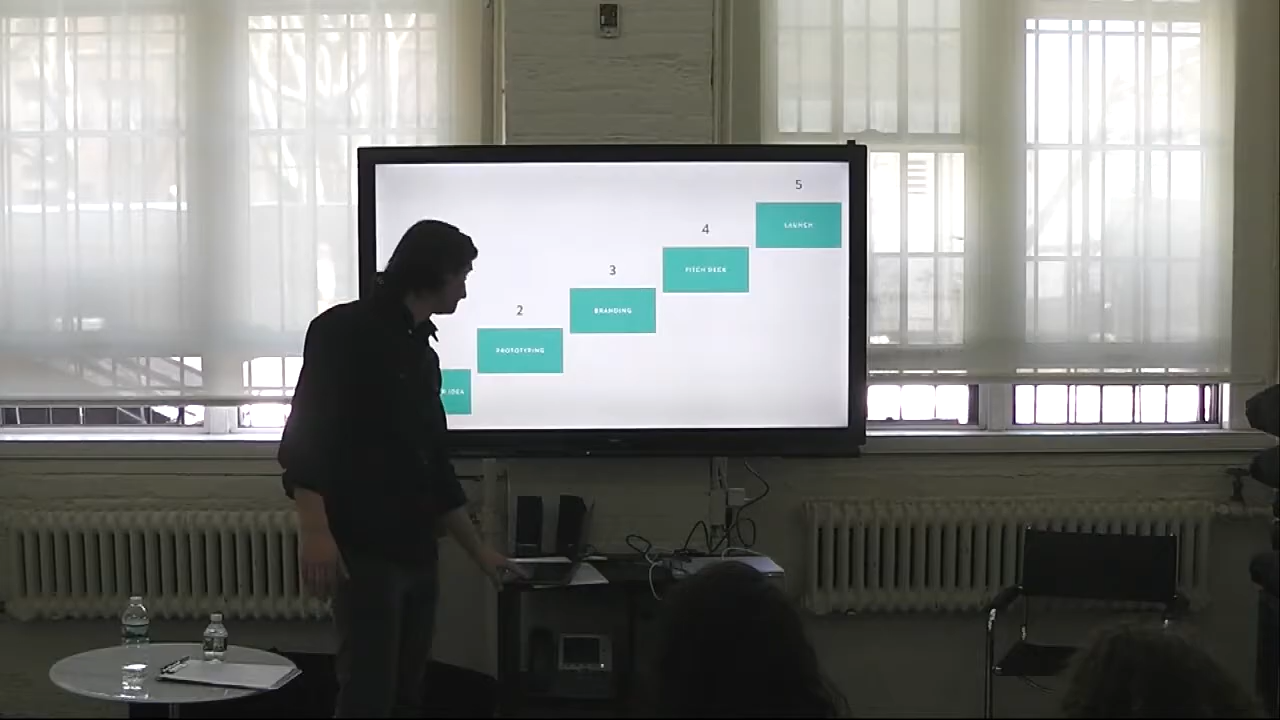 5
LAUNCH
4
PITCH DECK
3
BRANDING
2
PROTOTYPING
IDEA